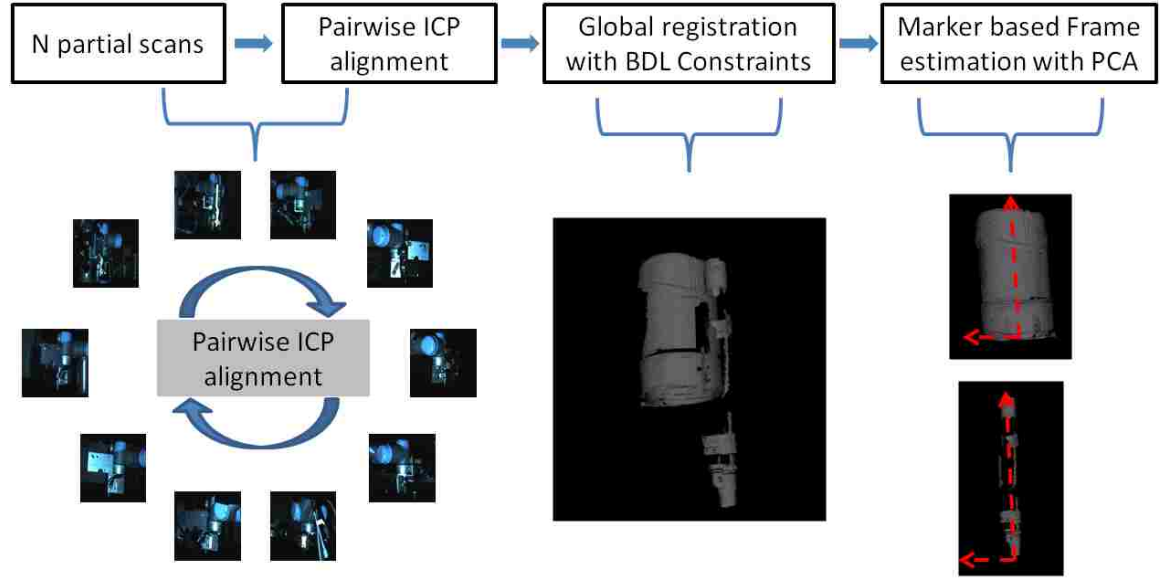 N partial scans
Pairwise ICP
alignment
Global registration
with BDL Constraints
Marker based Frame
estimation with PCA
Pairwise ICP
alignment